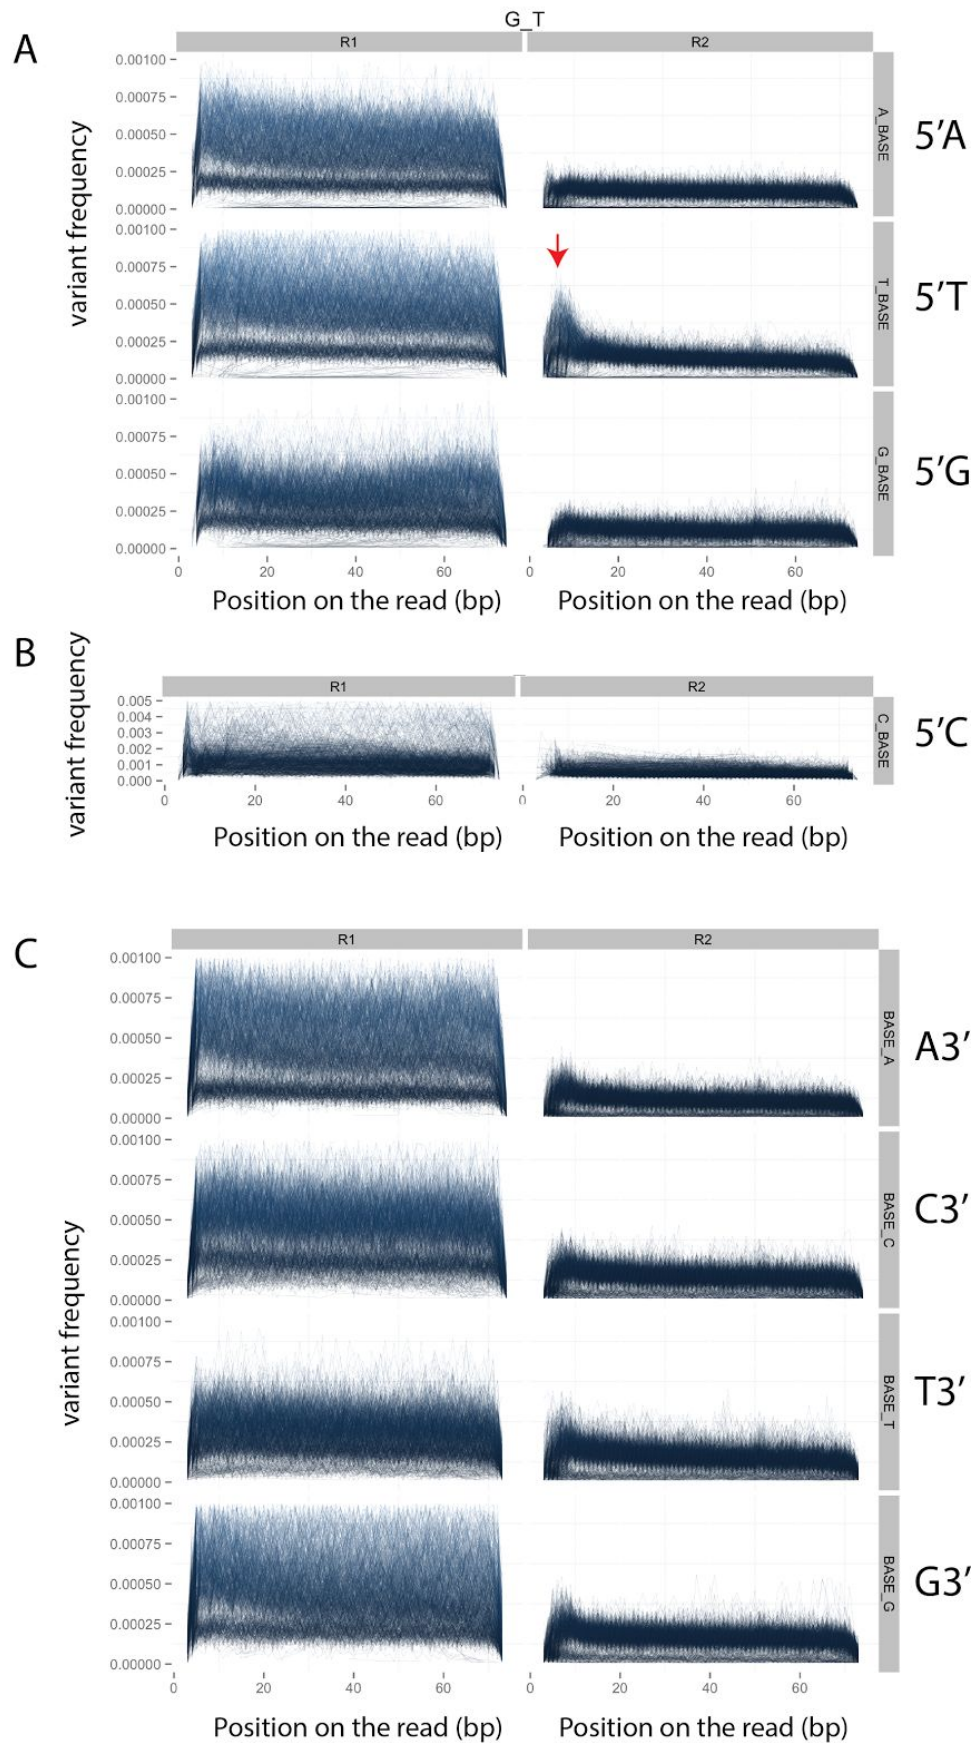 G_T
A
R1 R2
variant frequency
0.00100
0.00075
0.00050
0.00025
0.00000
A_BASE
5'A
0.00100
0.00075
0.00050
0.00025
0.00000
T_BASE
5'T
0.00100
0.00075
0.00050
0.00025
0.00000
G_BASE
5'G
0 20 40 60 0 20 40 60
Position on the read (bp) Position on the read (bp)
B
variant frequency
R1 R2
0.005
0.004
0.003
0.002
0.001
0.000
C_BASE
5'C
0 20 40 60 0 20 40 60
Position on the read (bp) Position on the read (bp)
C
R1 R2
variant frequency
0.00100
0.00075
0.00050
0.00025
0.00000
BASE_A
A3'
0.00100
0.00075
0.00050
0.00025
0.00000
BASE_C
C3'
0.00100
0.00075
0.00050
0.00025
0.00000
BASE_T
T3'
0.00100
0.00075
0.00050
0.00025
0.00000
BASE_G
G3'
0 20 40 60 0 20 40 60
Position on the read (bp) Position on the read (bp)